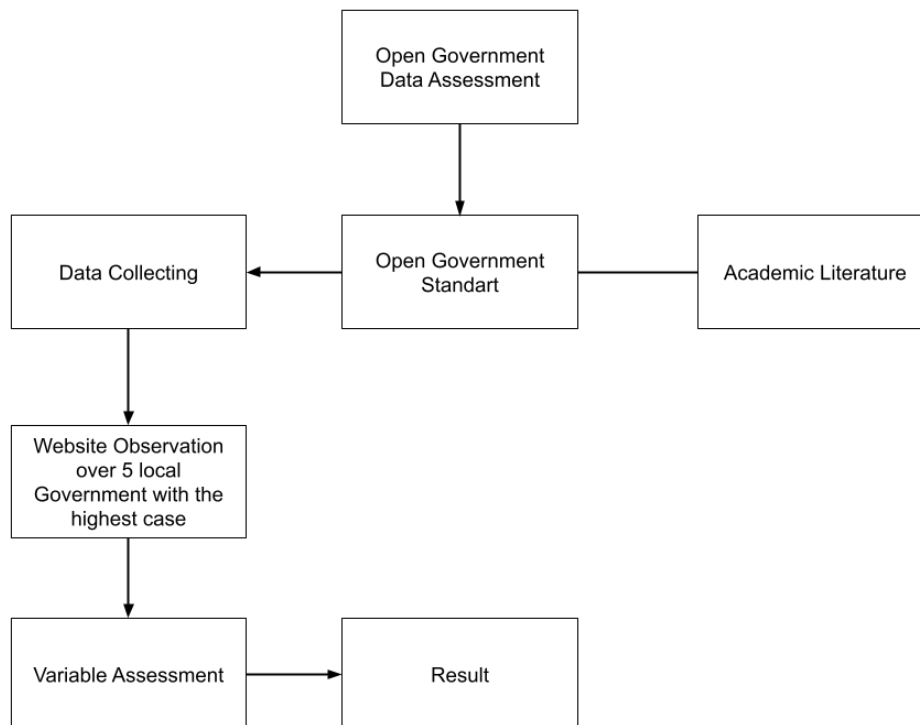 Open Government
Data Assessment
Data Collecting
Open Government
Standart
Academic Literature
Website Observation
over 5 local
Government with the
highest case
Variable Assessment
Result